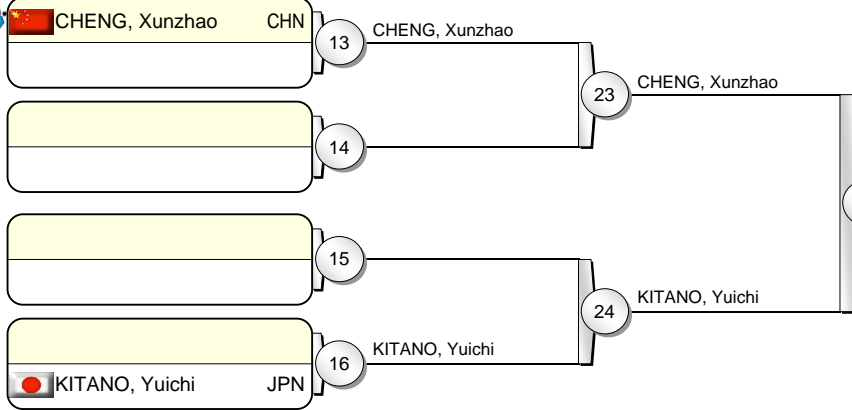 CHENG, Xunzhao CHN
13
CHENG, Xunzhao
23
CHENG, Xunzhao
14
15
24
KITANO, Yuichi
16
KITANO, Yuichi
KITANO, Yuichi JPN